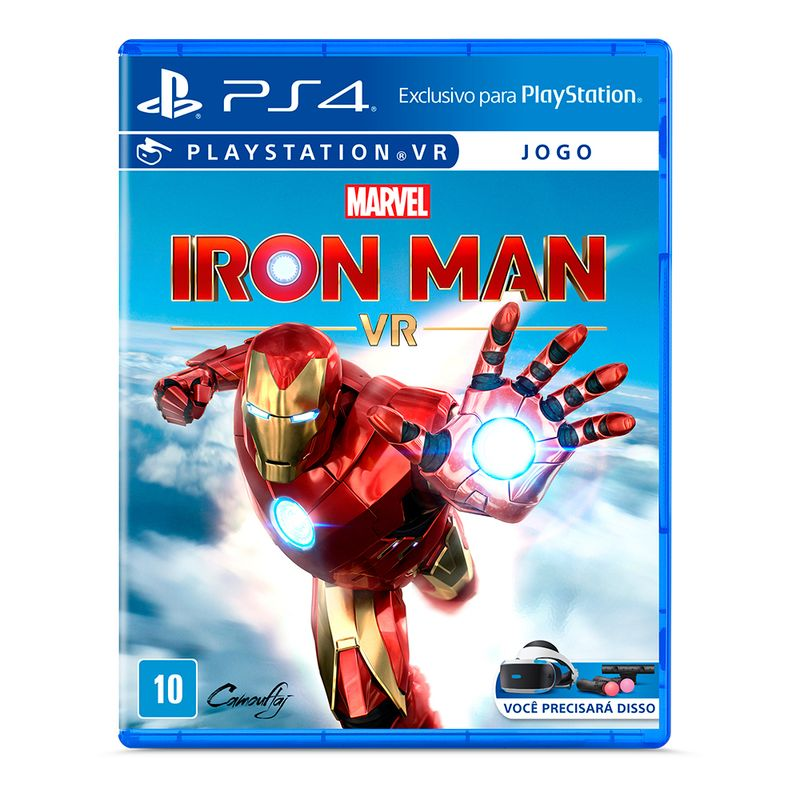 PS4 Exclusivo para PlayStation®
PLAYSTATION®VR JOGO
MARVEL
IRON MAN
VR
10 Camouflaj
VOCÊ PRECISARÁ DISSO